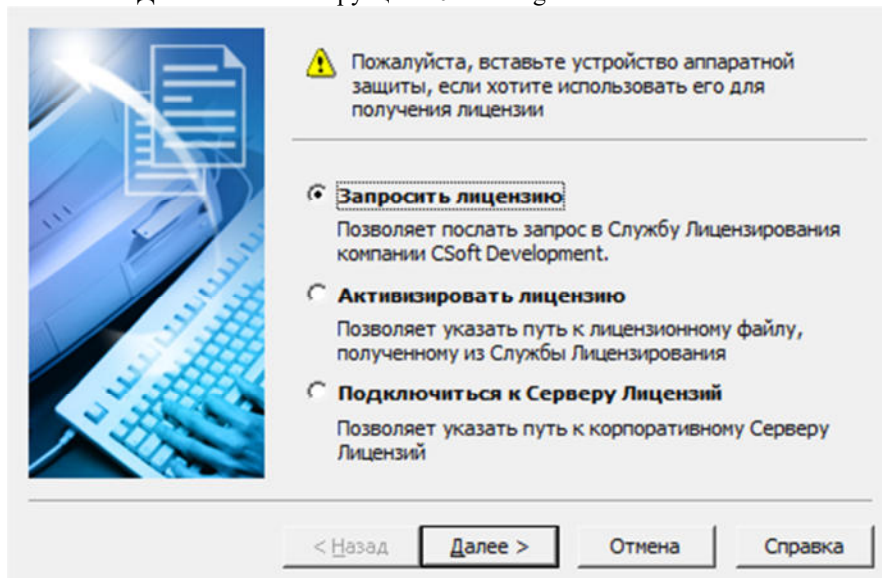 Пожалуйста, вставьте устройство аппаратной
защиты, если хотите использовать его для
получения лицензии
Запросить лицензию
Позволяет послать запрос в Службу Лицензирования
компании CSoft Development.
Активизировать лицензию
Позволяет указать путь к лицензионному файлу,
полученному из Службы Лицензирования
Подключиться к Серверу Лицензий
Позволяет указать путь к корпоративному Серверу
Лицензий
< Назад Далее > Отмена Справка